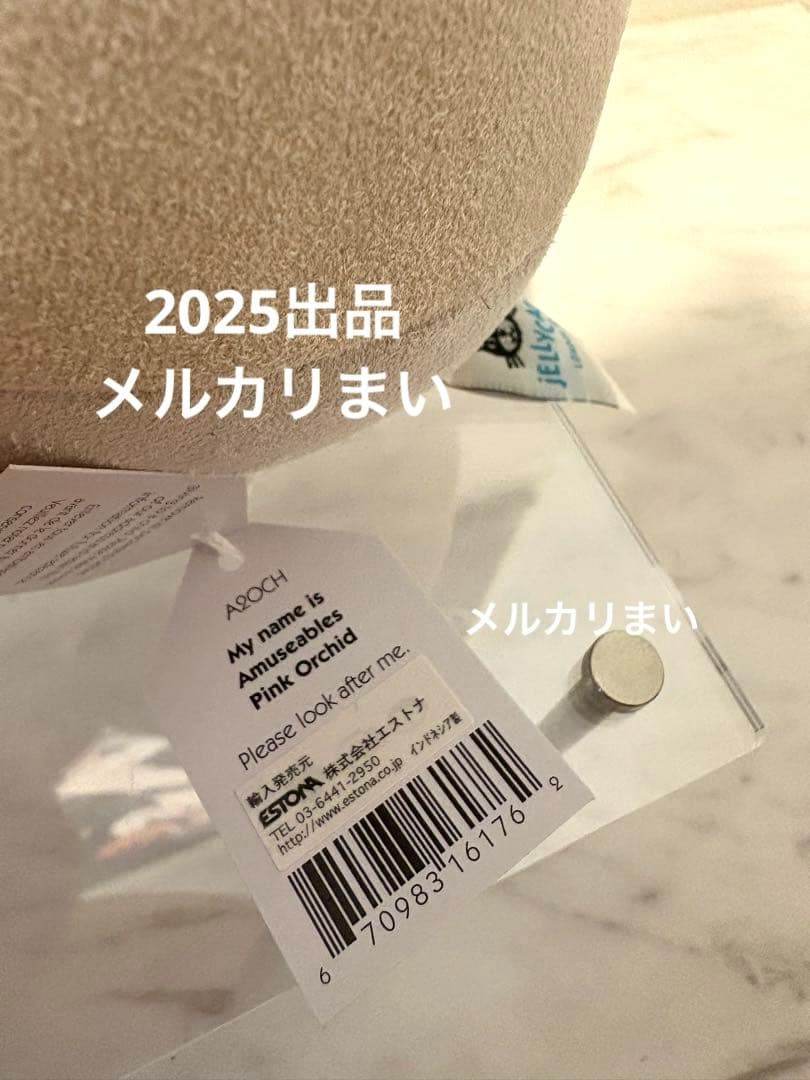 2025出品
メルカリまい
JELLYCA
メルカリまい
A2OCH
My name is
Amuseables
Pink Orchid
Please look after me.
輸入発売元
ESTONA 株式会社エストナ
TEL 03-6441-2950 インドネシア製
http://www.estona.co.jp
6 70983 16176 2